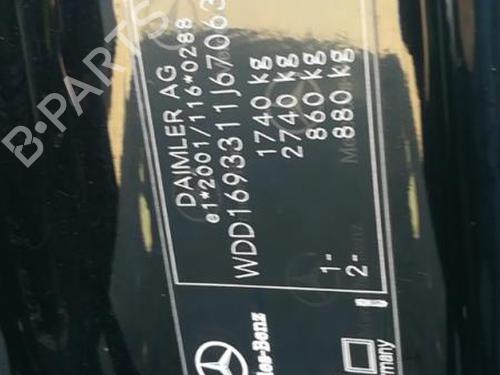 B-PARTS
DAIMLER AG
e1*2001/116*0288
WDD1693311J67063
1740 kg
2740 kg
1- 860 kg
2- 880 kg